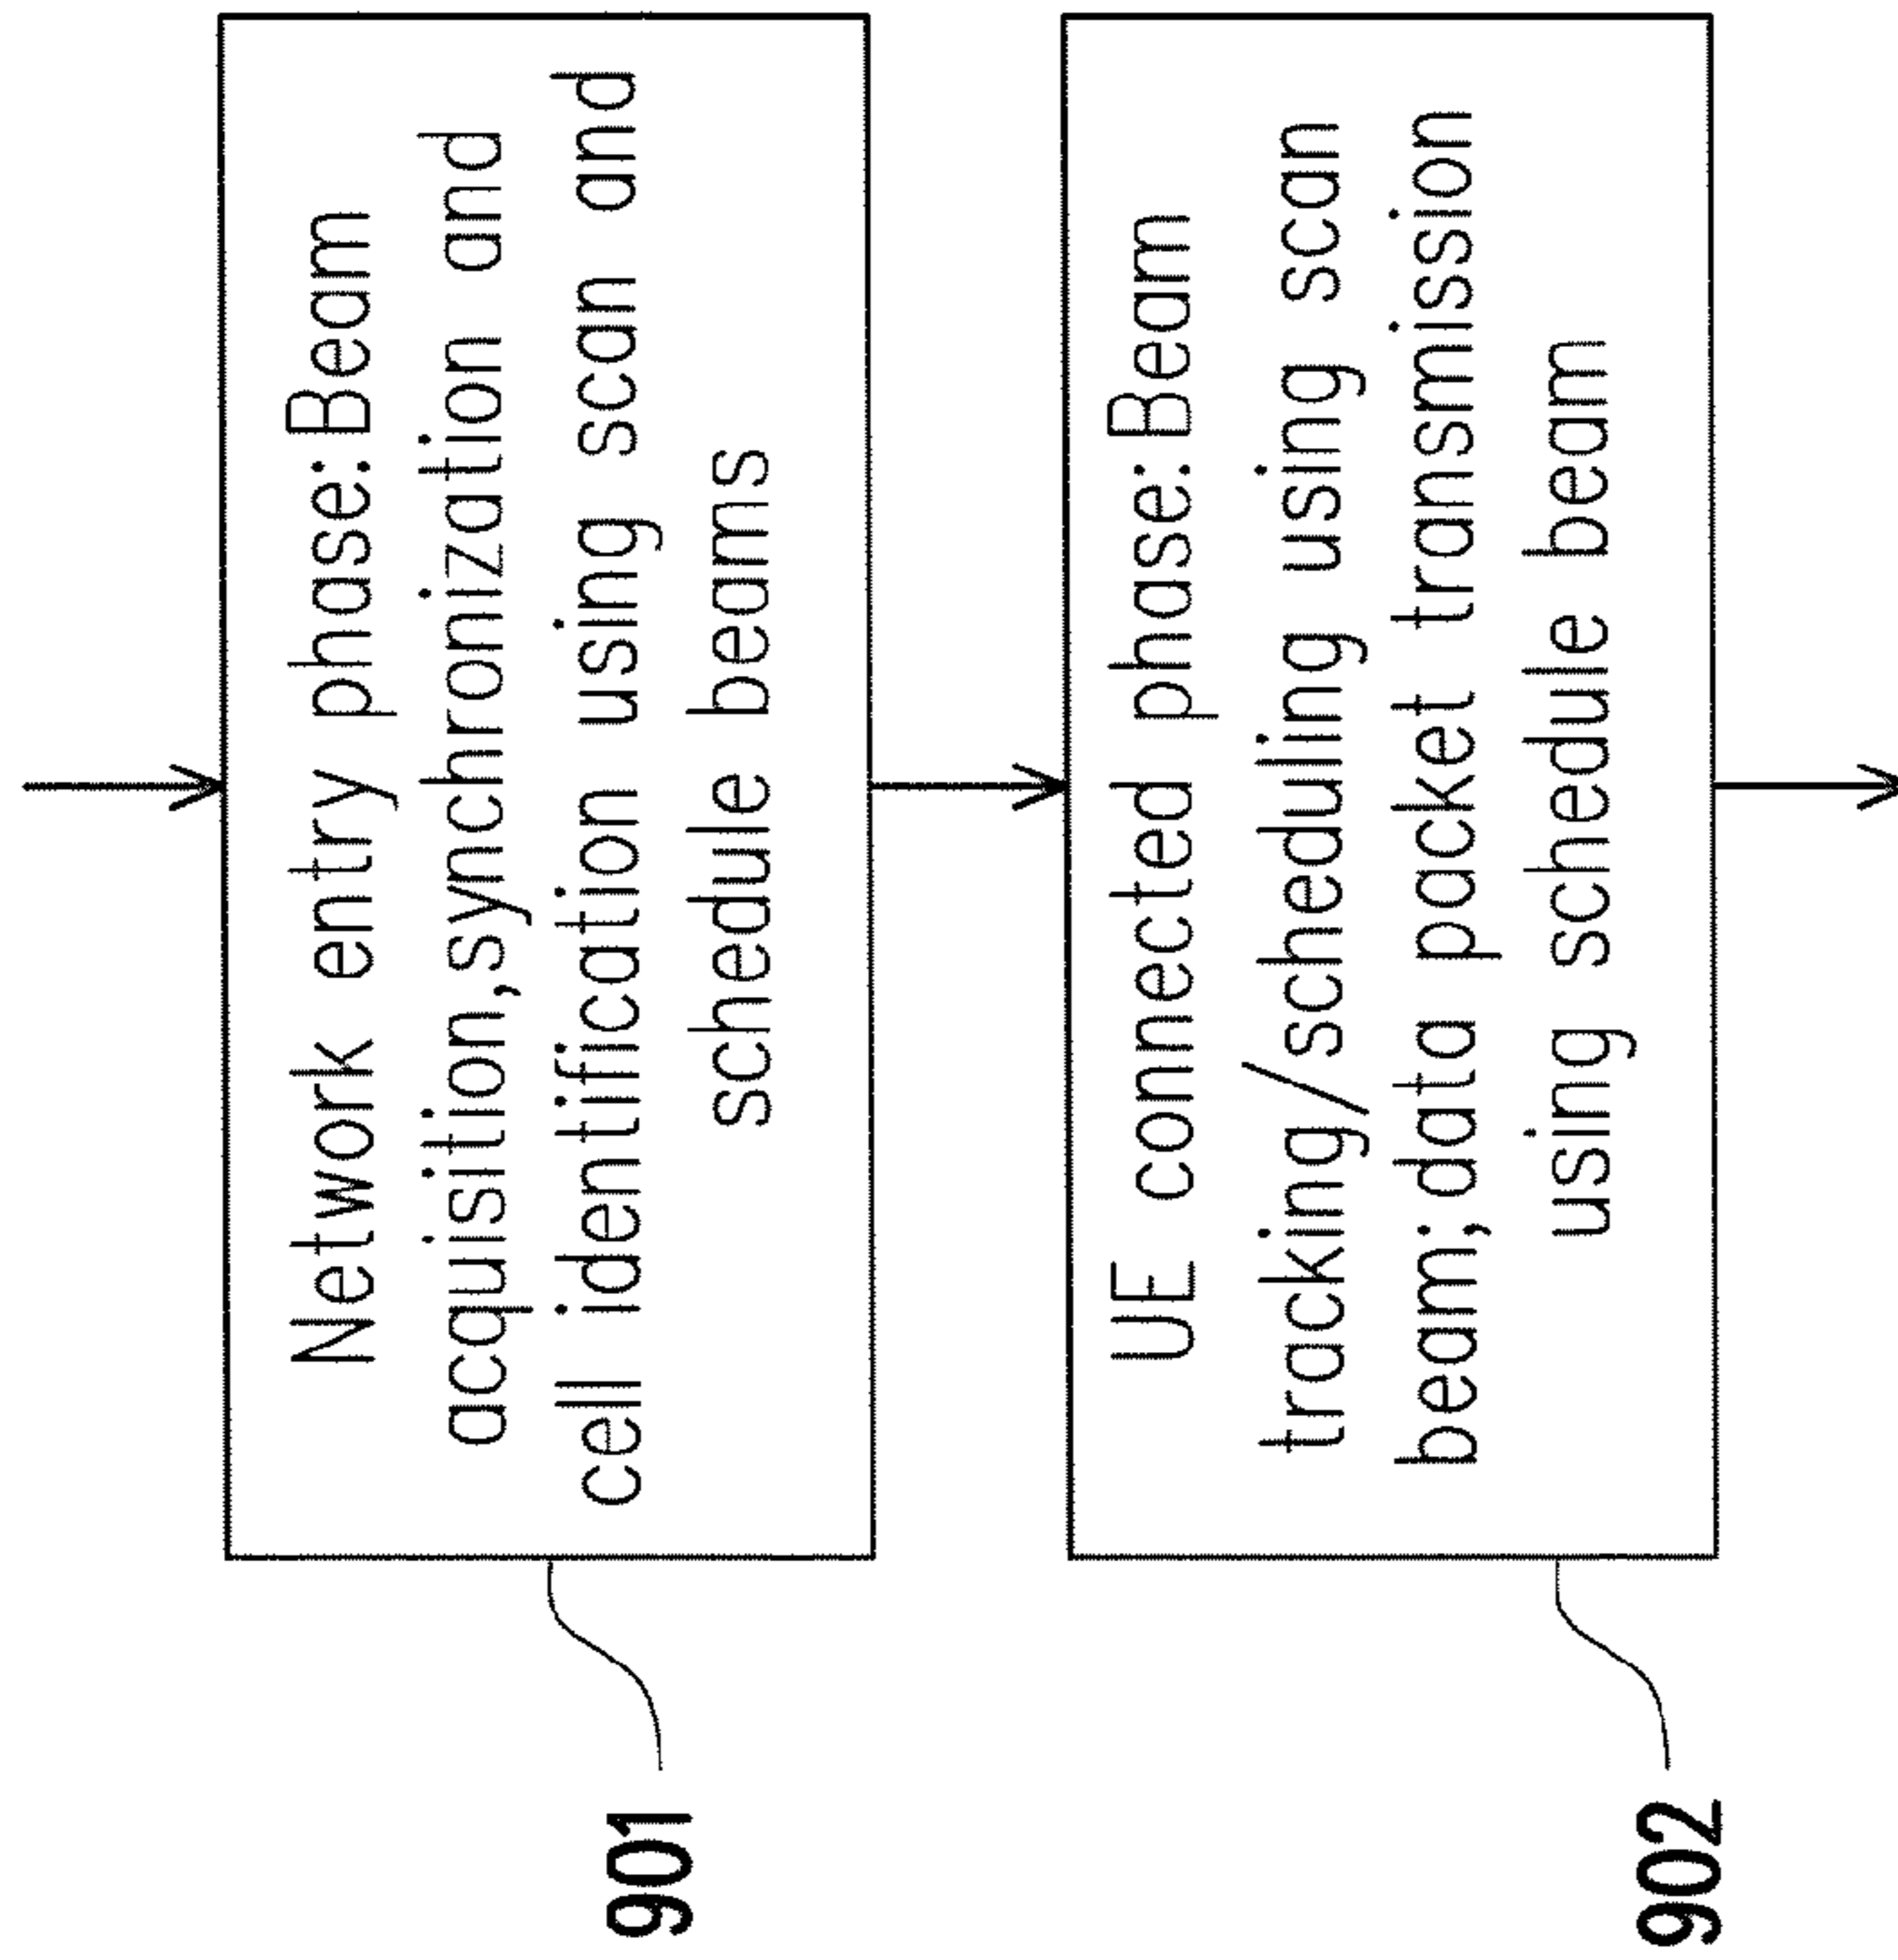 901
Network entry phase:Beam
acquisition,synchronization and
cell identification using scan and
schedule beams
902
UE connected phase:Beam
tracking/scheduling using scan
beam;data packet transmission
using schedule beam